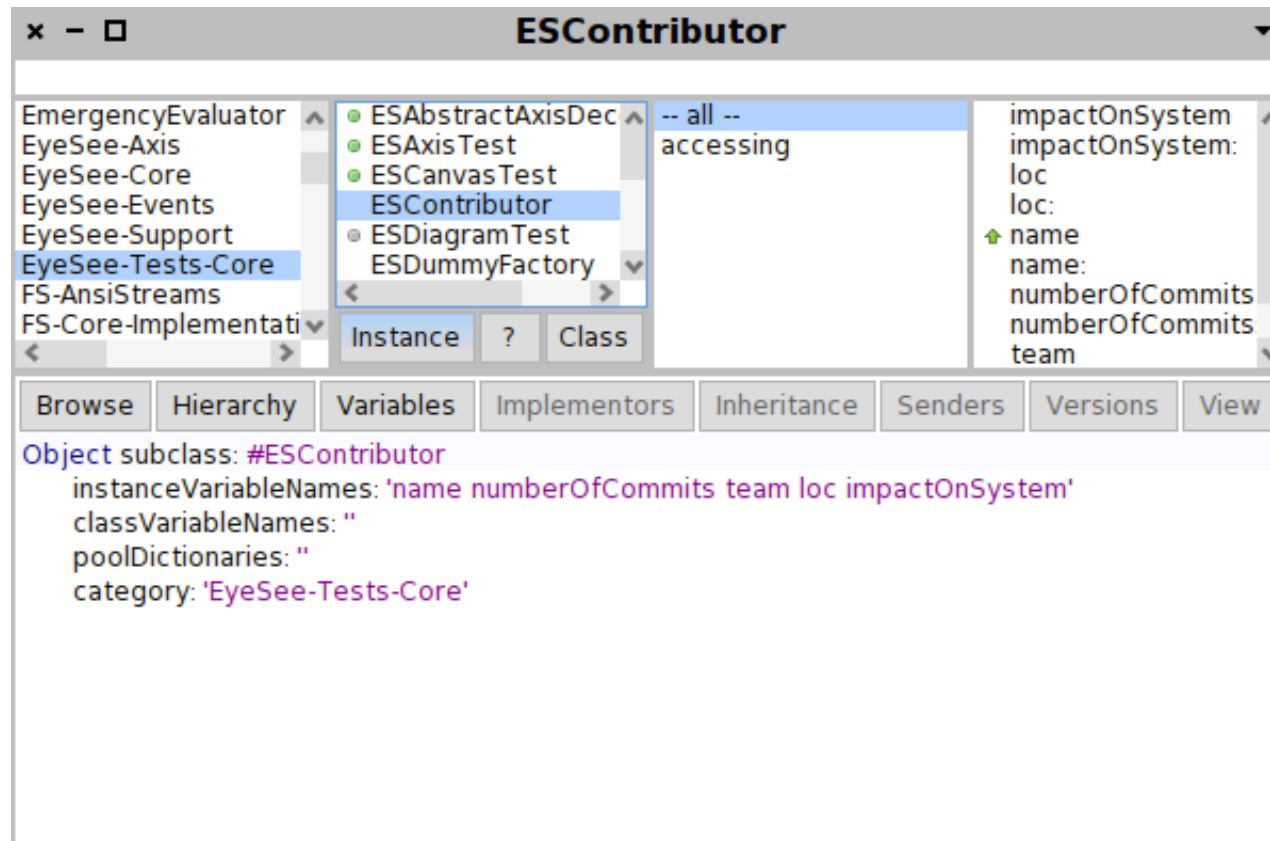 ESContributor
EmergencyEvaluator
EyeSee-Axis
EyeSee-Core
EyeSee-Events
EyeSee-Support
EyeSee-Tests-Core
FS-AnsiStreams
FS-Core-Implementati
ESAbstractAxisDec
ESAxisTest
ESCanvasTest
ESContributor
ESDiagramTest
ESDummyFactory
Instance ? Class
-- all --
accessing
impactOnSystem
impactOnSystem:
loc
loc:
name
name:
numberOfCommits
numberOfCommits
team
Browse Hierarchy Variables Implementors Inheritance Senders Versions View
Object subclass: #ESContributor
instanceVariableNames: 'name numberOfCommits team loc impactOnSystem'
classVariableNames: ''
poolDictionaries: ''
category: 'EyeSee-Tests-Core'